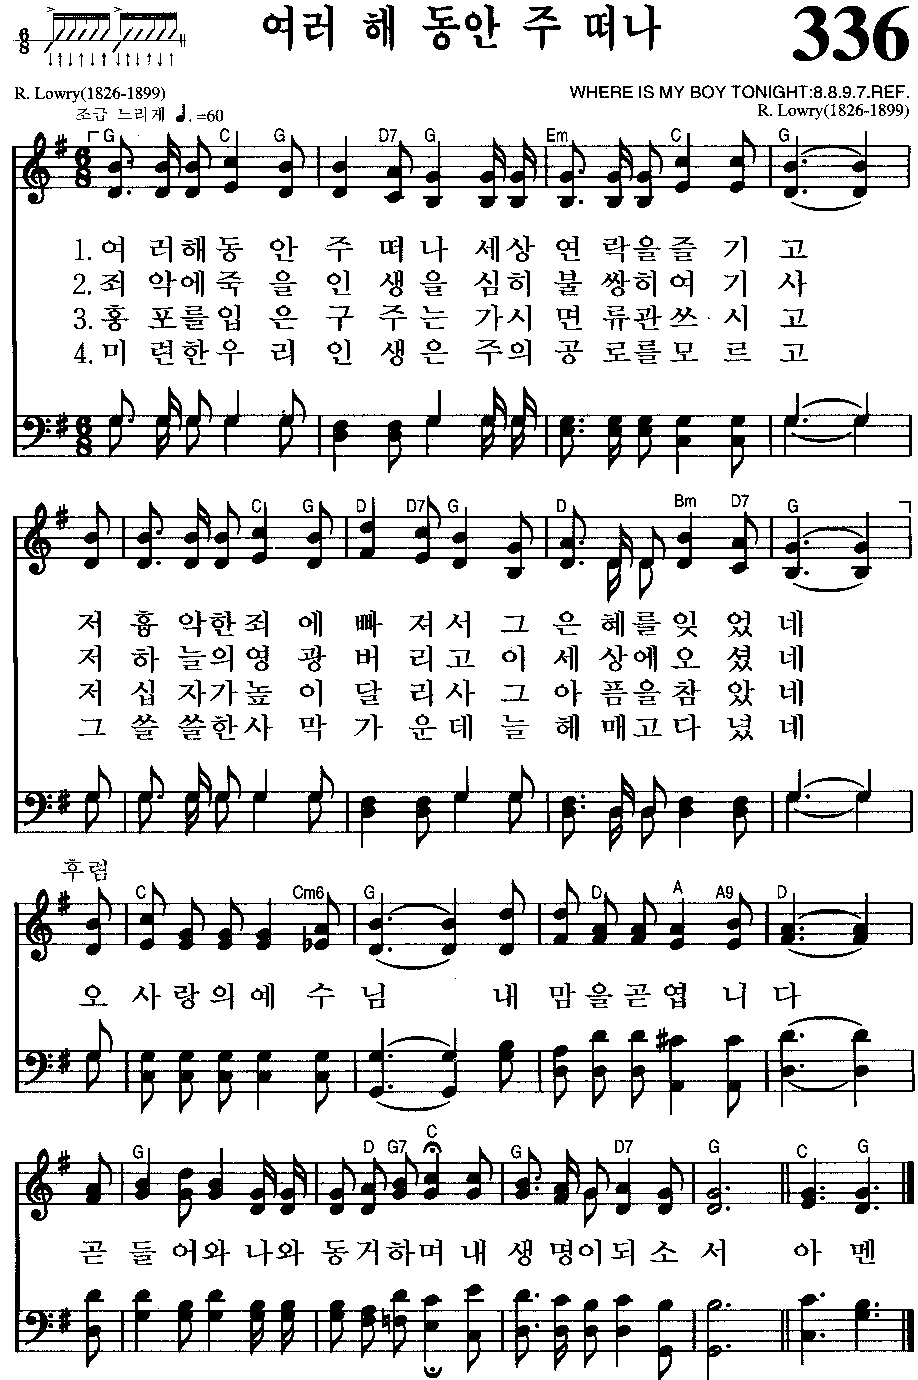 여러 해 동안 주 떠나 336
R. Lowry(1826-1899) WHERE IS MY BOY TONIGHT:8.8.9.7.REF.
조금 느리게 ♩.=60 R. Lowry(1826-1899)
G C G D7 G Em C G
1.여 러해동 안 주 떠나 세상 연 락을즐 기 고
2.죄 악에죽 을 인 생을 심히 불 쌍히여 기 사
3.홍 포를입 은 구 주는 가시 면 류관쓰 시 고
4.미 련한우 리 인 생은 주의 공 로를모 르 고
C G D D7 G D Bm D7 G
저 흉 악한죄 에 빠 져서 그 은 혜를잊 었 네
저 하 늘의영 광 버 리고 이 세 상에오 셨 네
저 십 자가높 이 달 리사 그 아 픔을참 았 네
그 쓸 쓸한사 막 가 운데 늘 헤 매고다 녔 네
후렴
C Cm6 G D A A9 D
오 사 랑의예 수 님 내 맘을곧엽 니 다
G D G7 C G D7 G C G
곧 들 어와 나와 동거하며 내 생 명이되 소 서 아 멘